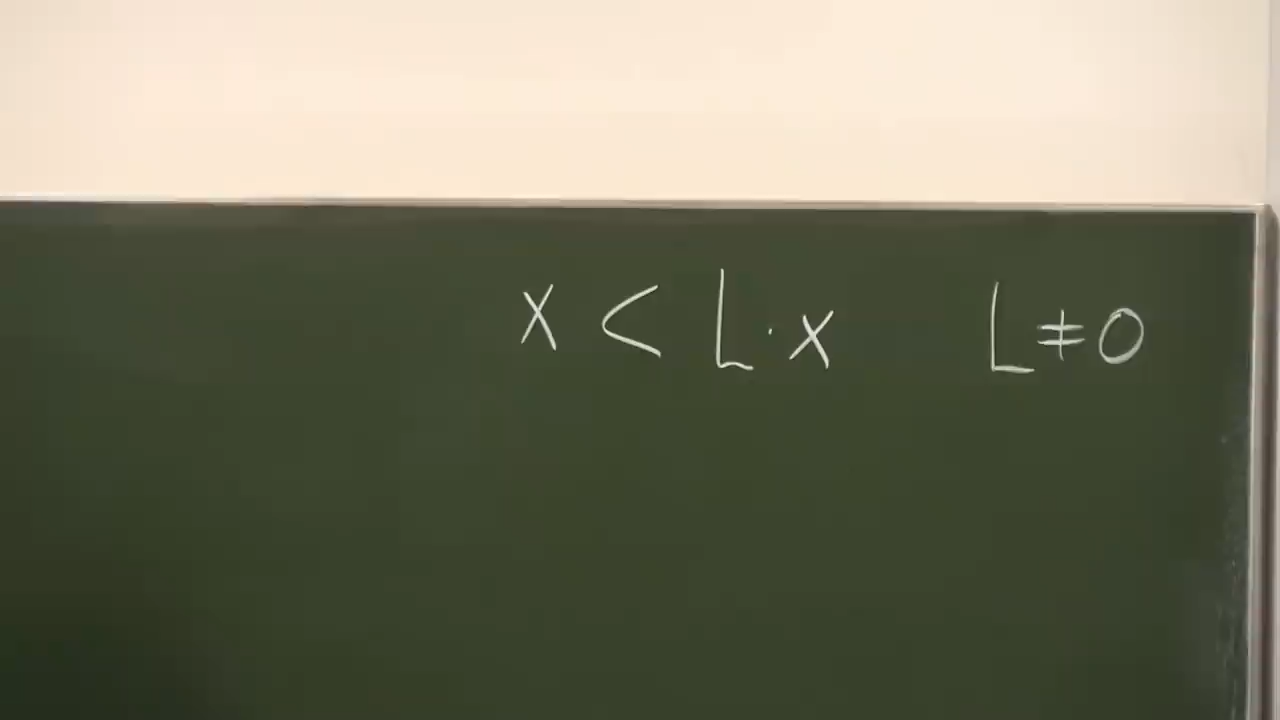 x < L · x L ≠ 0